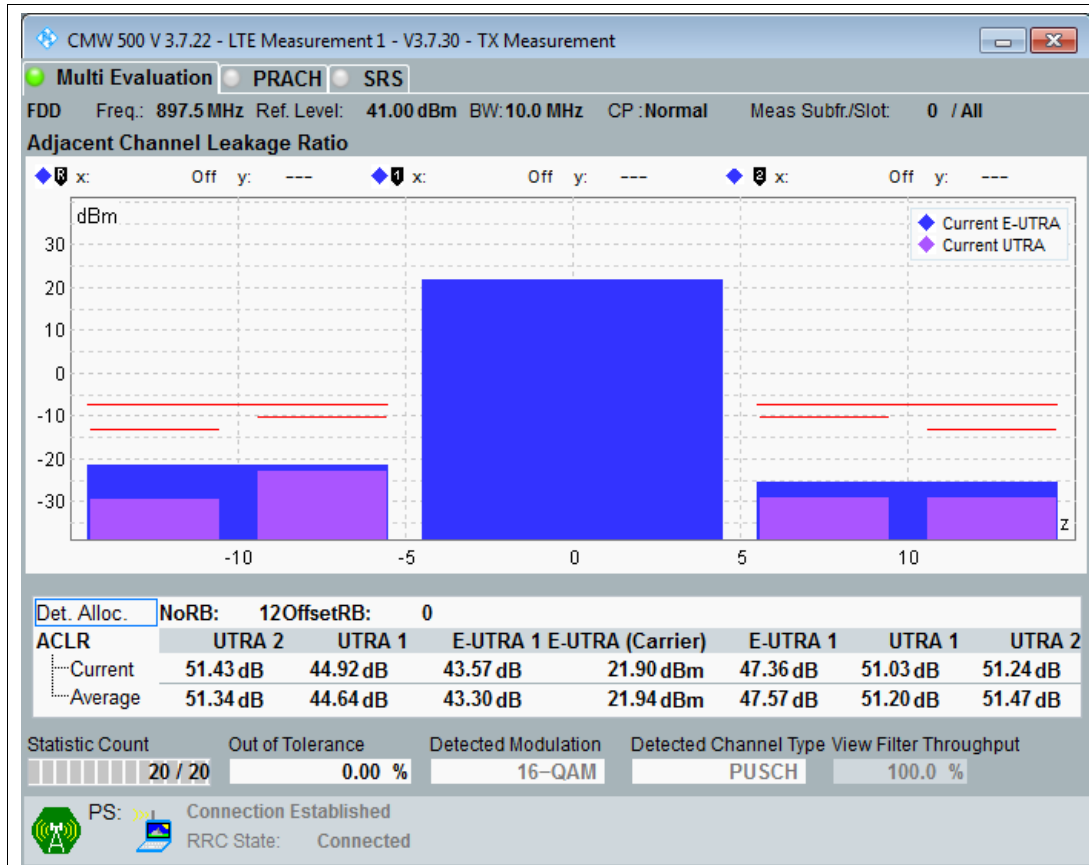 CMW 500 V 3.7.22 - LTE Measurement 1 - V3.7.30 - TX Measurement
Multi Evaluation PRACH SRS
FDD Freq.: 897.5 MHz Ref. Level: 41.00 dBm BW: 10.0 MHz CP : Normal Meas Subfr./Slot: 0 / All
Adjacent Channel Leakage Ratio
R x: Off y: --- 1 x: Off y: --- 2 x: Off y: ---
dBm
Current E-UTRA
Current UTRA
30
20
10
0
-10
-20
-30
z
-10 -5 0 5 10
Det. Alloc. NoRB: 12 OffsetRB: 0
ACLR UTRA 2 UTRA 1 E-UTRA 1 E-UTRA (Carrier) E-UTRA 1 UTRA 1 UTRA 2
Current 51.43 dB 44.92 dB 43.57 dB 21.90 dBm 47.36 dB 51.03 dB 51.24 dB
Average 51.34 dB 44.64 dB 43.30 dB 21.94 dBm 47.57 dB 51.20 dB 51.47 dB
Statistic Count Out of Tolerance Detected Modulation Detected Channel Type View Filter Throughput
20 / 20 0.00 % 16-QAM PUSCH 100.0 %
PS: Connection Established
RRC State: Connected